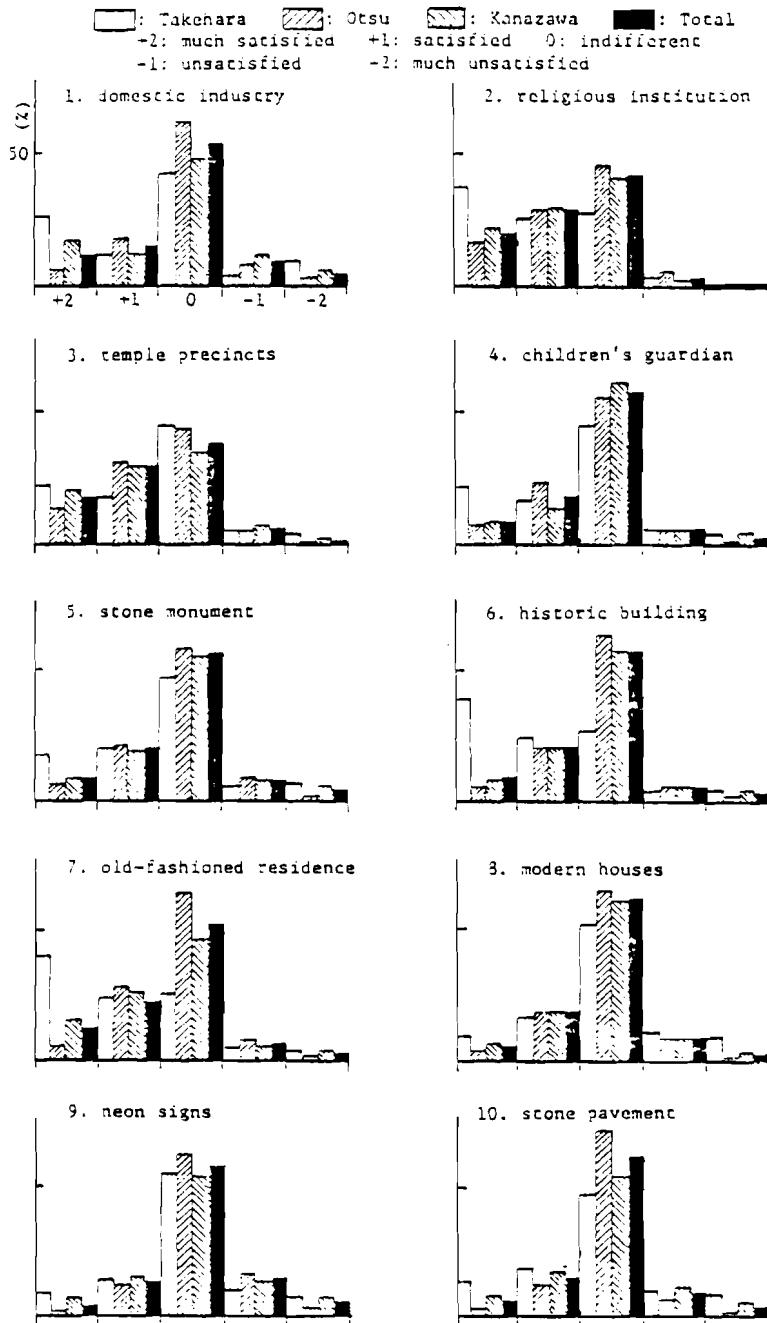 : Takehara : Otsu : Kanazawa : Total
+2: much satisfied +1: satisfied 0: indifferent
-1: unsatisfied -2: much unsatisfied
1. domestic industry
2. religious institution
(%)
50
+2 +1 0 -1 -2
3. temple precincts
4. children's guardian
5. stone monument
6. historic building
7. old-fashioned residence
8. modern houses
9. neon signs
10. stone pavement